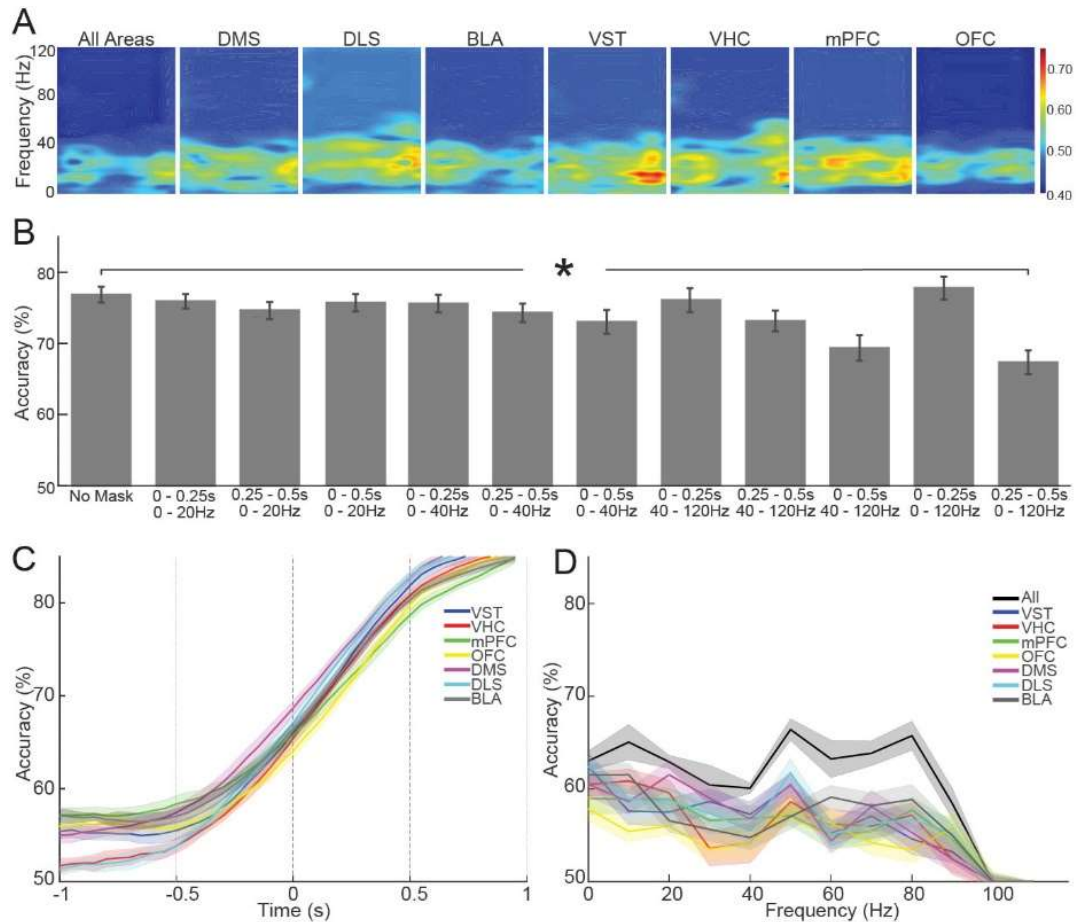 A
All Areas DMS DLS BLA VST VHC mPFC OFC
Frequency (Hz)
120
80
40
0
0.70
0.60
0.50
0.40
B
*
Accuracy (%)
80
70
60
50
No Mask 0 - 0.25s 0.25 - 0.5s 0 - 0.5s 0 - 0.25s 0.25 - 0.5s 0 - 0.5s 0 - 0.25s 0.25 - 0.5s 0 - 0.5s 0 - 0.25s 0.25 - 0.5s
0 - 20Hz 0 - 20Hz 0 - 20Hz 0 - 40Hz 0 - 40Hz 0 - 40Hz 40 - 120Hz 40 - 120Hz 40 - 120Hz 0 - 120Hz 0 - 120Hz
C
Accuracy (%)
80
70
60
50
VST
VHC
mPFC
OFC
DMS
DLS
BLA
-1 -0.5 0 0.5 1
Time (s)
D
Accuracy (%)
80
70
60
50
All
VST
VHC
mPFC
OFC
DMS
DLS
BLA
0 20 40 60 80 100
Frequency (Hz)